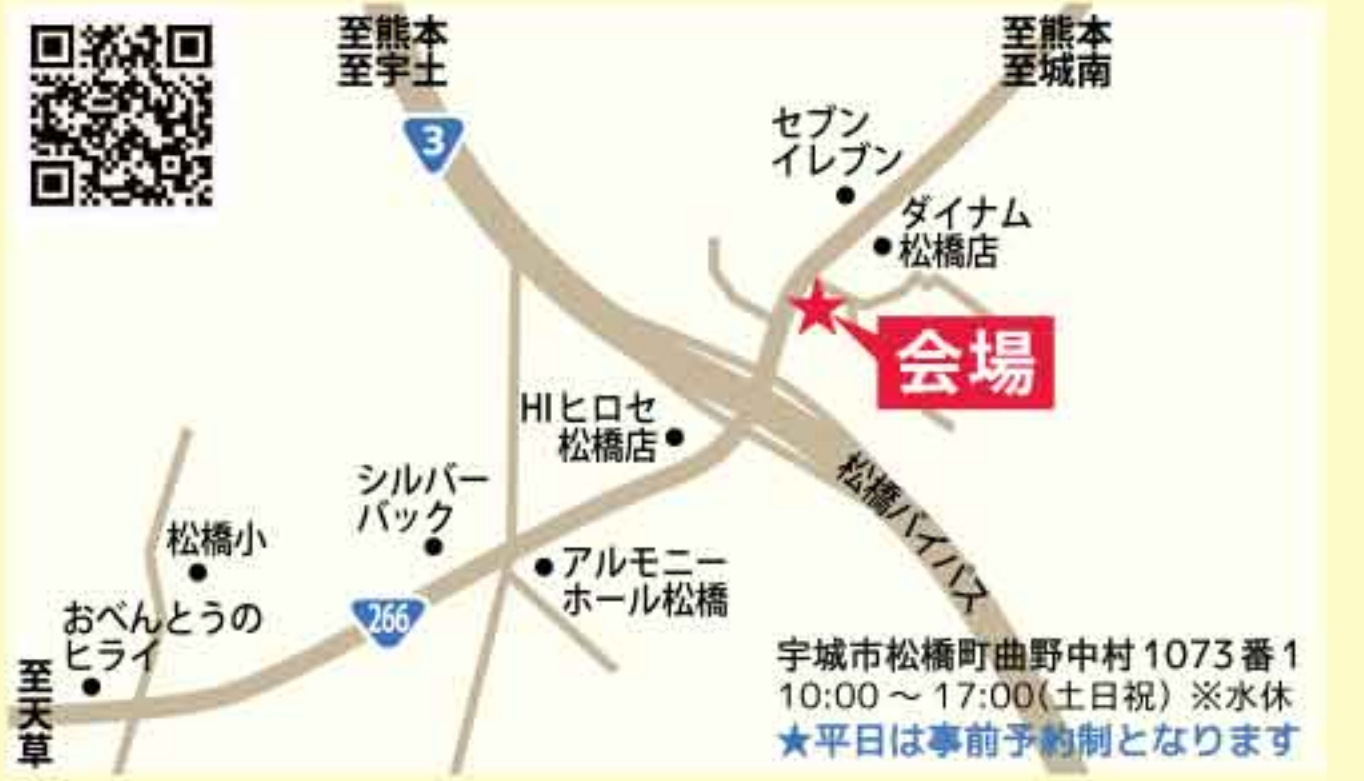 至熊本
至宇土
至熊本
至城南
3
セブン
イレブン
ダイナム
松橋店
会場
HIヒロセ
松橋店
シルバー
バック
松橋小
アルモニー
ホール松橋
松橋バイパス
266
おべんとうの
ヒライ
至天草
宇城市松橋町曲野中村1073番1
10:00～17:00(土日祝) ※水休
★平日は事前予約制となります